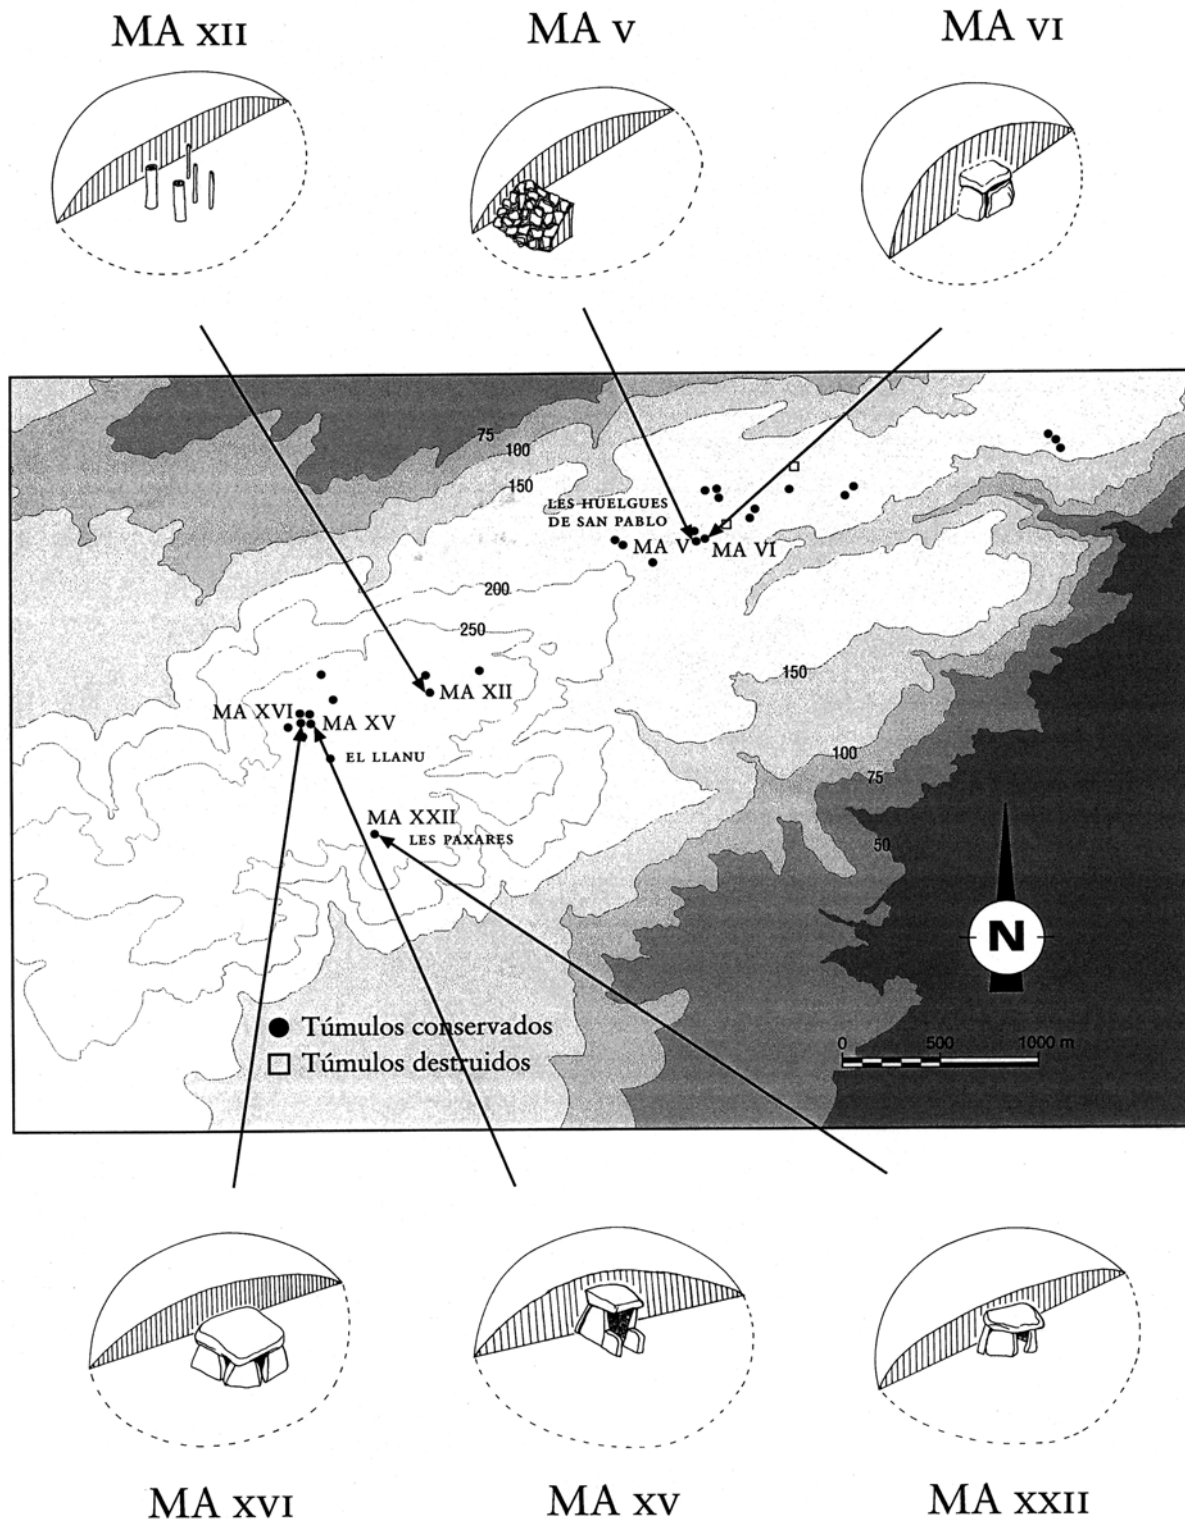 MA XII
MA V
MA VI
75
100
150
LES HUELGUES
DE SAN PABLO
MA V
MA VI
200
250
150
MA XII
MA XVI
MA XV
EL LLANU
100
75
MA XXII
LES PAXARES
50
N
Túmulos conservados
Túmulos destruidos
0 500 1000 m
MA XVI
MA XV
MA XXII